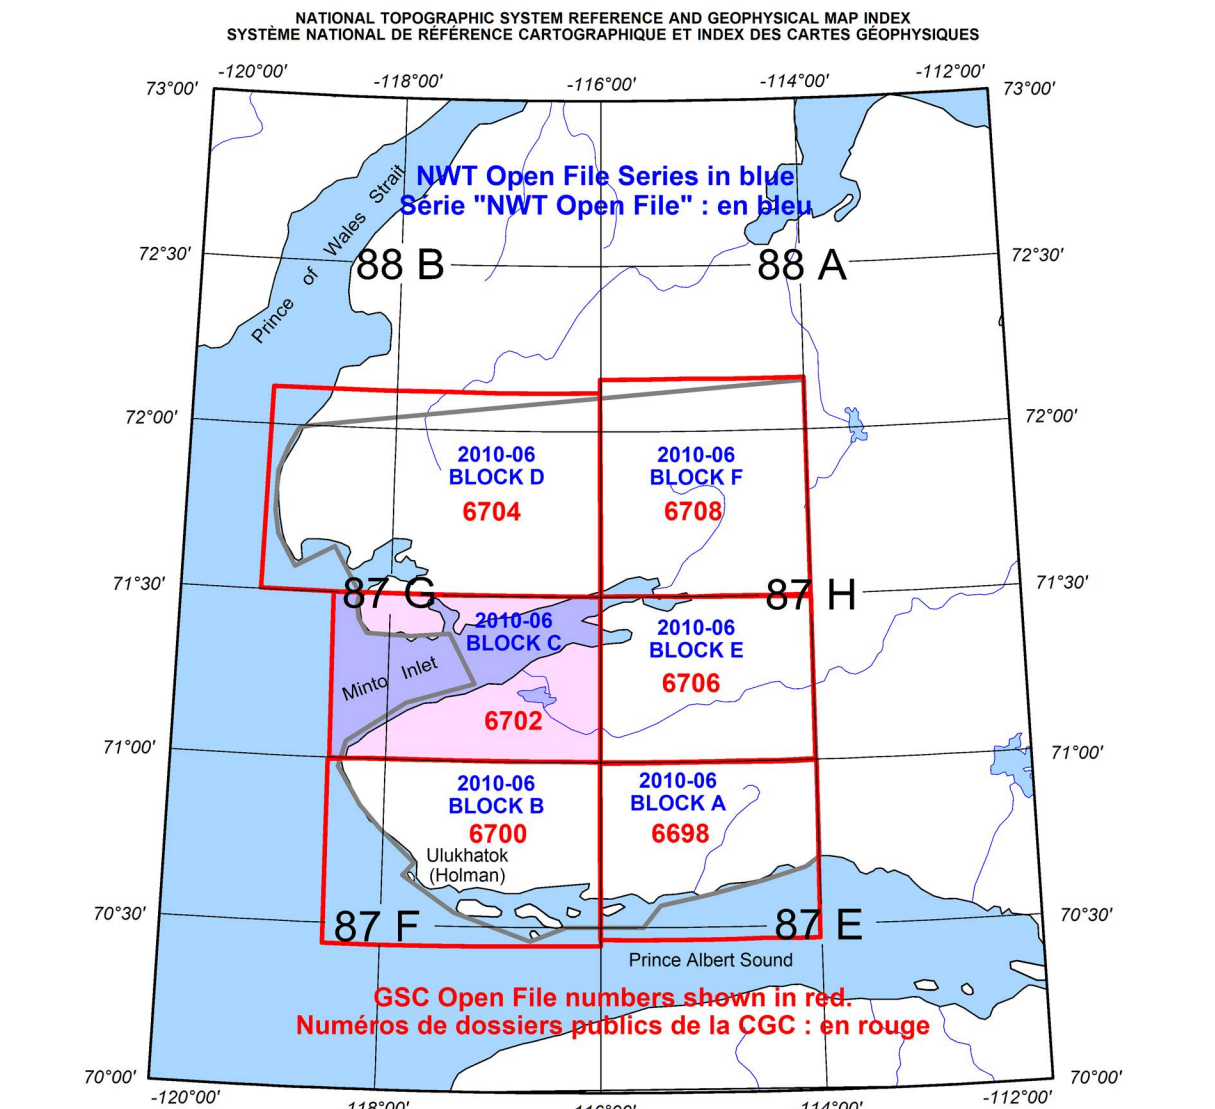 NATIONAL TOPOGRAPHIC SYSTEM REFERENCE AND GEOPHYSICAL MAP INDEX
SYSTÈME NATIONAL DE RÉFÉRENCE CARTOGRAPHIQUE ET INDEX DES CARTES GÉOPHYSIQUES
-120°00' -118°00' -116°00' -114°00' -112°00'
73°00' 73°00'
NWT Open File Series in blue
Série "NWT Open File" : en bleu
Prince of Wales Strait
72°30' 88 B 88 A 72°30'
72°00' 72°00'
2010-06 2010-06
BLOCK D BLOCK F
6704 6708
71°30' 87 G 87 H 71°30'
2010-06 2010-06
BLOCK C BLOCK E
Minto Inlet 6706
6702
71°00' 71°00'
2010-06 2010-06
BLOCK B BLOCK A
6700 6698
Ulukhatok
(Holman)
70°30' 87 F 87 E 70°30'
Prince Albert Sound
GSC Open File numbers shown in red.
Numéros de dossiers publics de la CGC : en rouge
70°00' 70°00'
-120°00' -118°00' -116°00' -114°00' -112°00'